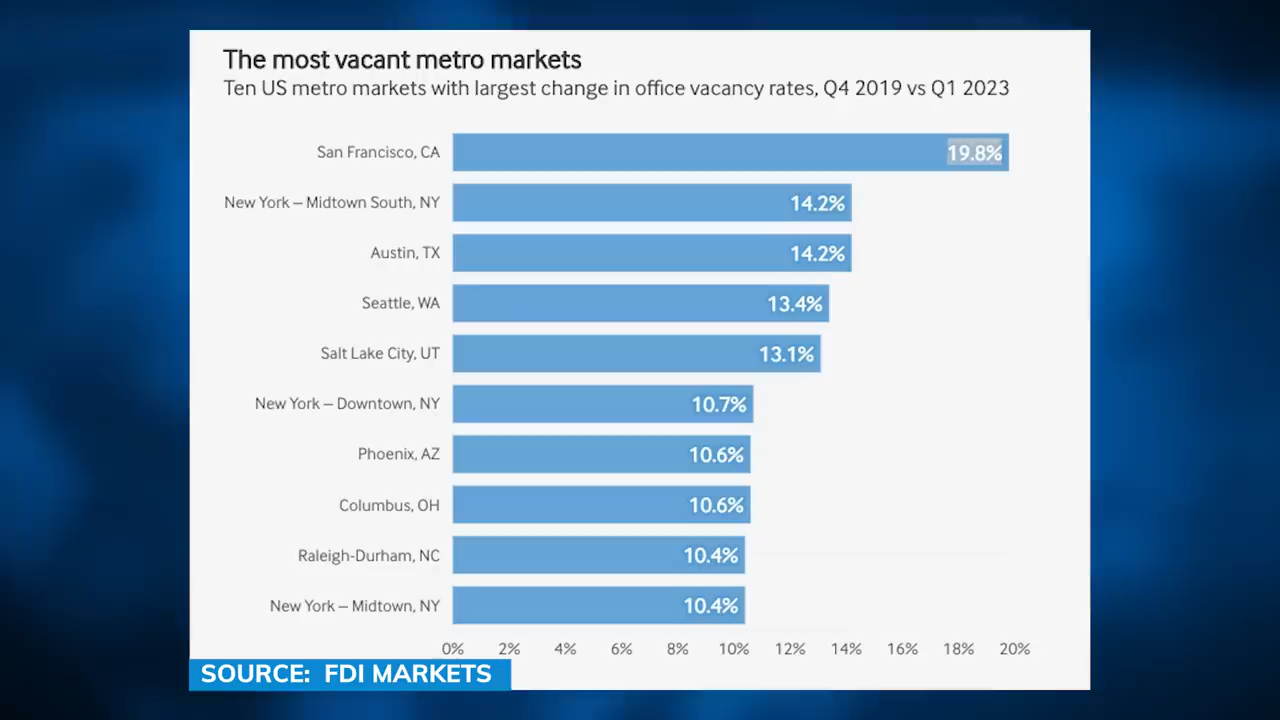 The most vacant metro markets
Ten US metro markets with largest change in office vacancy rates, Q4 2019 vs Q1 2023
San Francisco, CA 19.8%
New York – Midtown South, NY 14.2%
Austin, TX 14.2%
Seattle, WA 13.4%
Salt Lake City, UT 13.1%
New York – Downtown, NY 10.7%
Phoenix, AZ 10.6%
Columbus, OH 10.6%
Raleigh-Durham, NC 10.4%
New York – Midtown, NY 10.4%
0% 2% 4% 6% 8% 10% 12% 14% 16% 18% 20%
SOURCE: FDI MARKETS